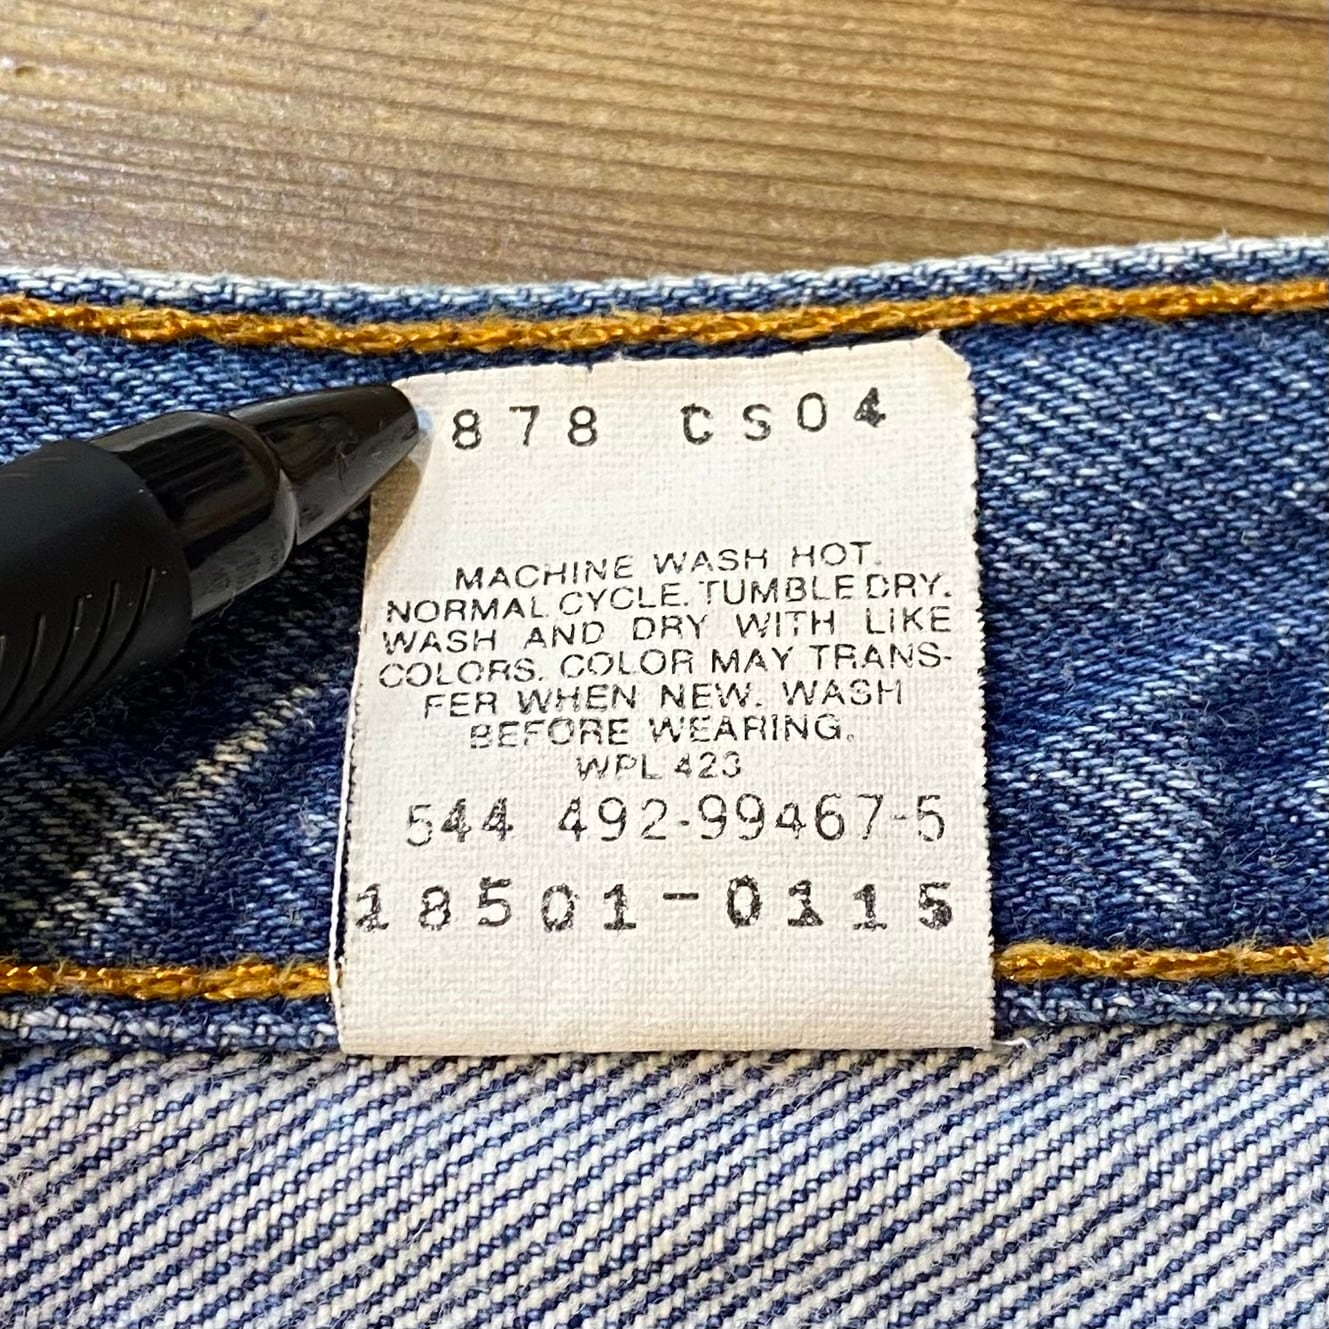 878 CS04
MACHINE WASH HOT.
NORMAL CYCLE. TUMBLE DRY.
WASH AND DRY WITH LIKE
COLORS. COLOR MAY TRANS-
FER WHEN NEW. WASH
BEFORE WEARING.
WPL 423
544 492-99467-5
18501-0115